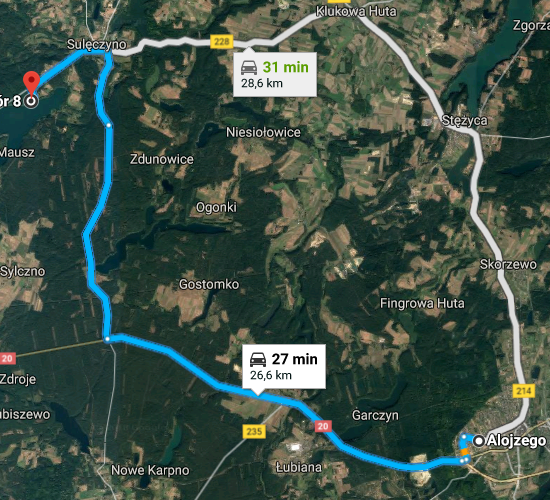 Klukowa Huta
Zgorza
Sulęczyno
228
31 min
28,6 km
ór 8
Stężyca
Niesiołowice
Mausz
Zdunowice
Ogonki
Skorzewo
Sylczno
Gostomko
Fingrowa Huta
20
27 min
26,6 km
Zdroje
214
Garczyn
ubiszewo
235
20
Alojzego
Łubiana
Nowe Karpno